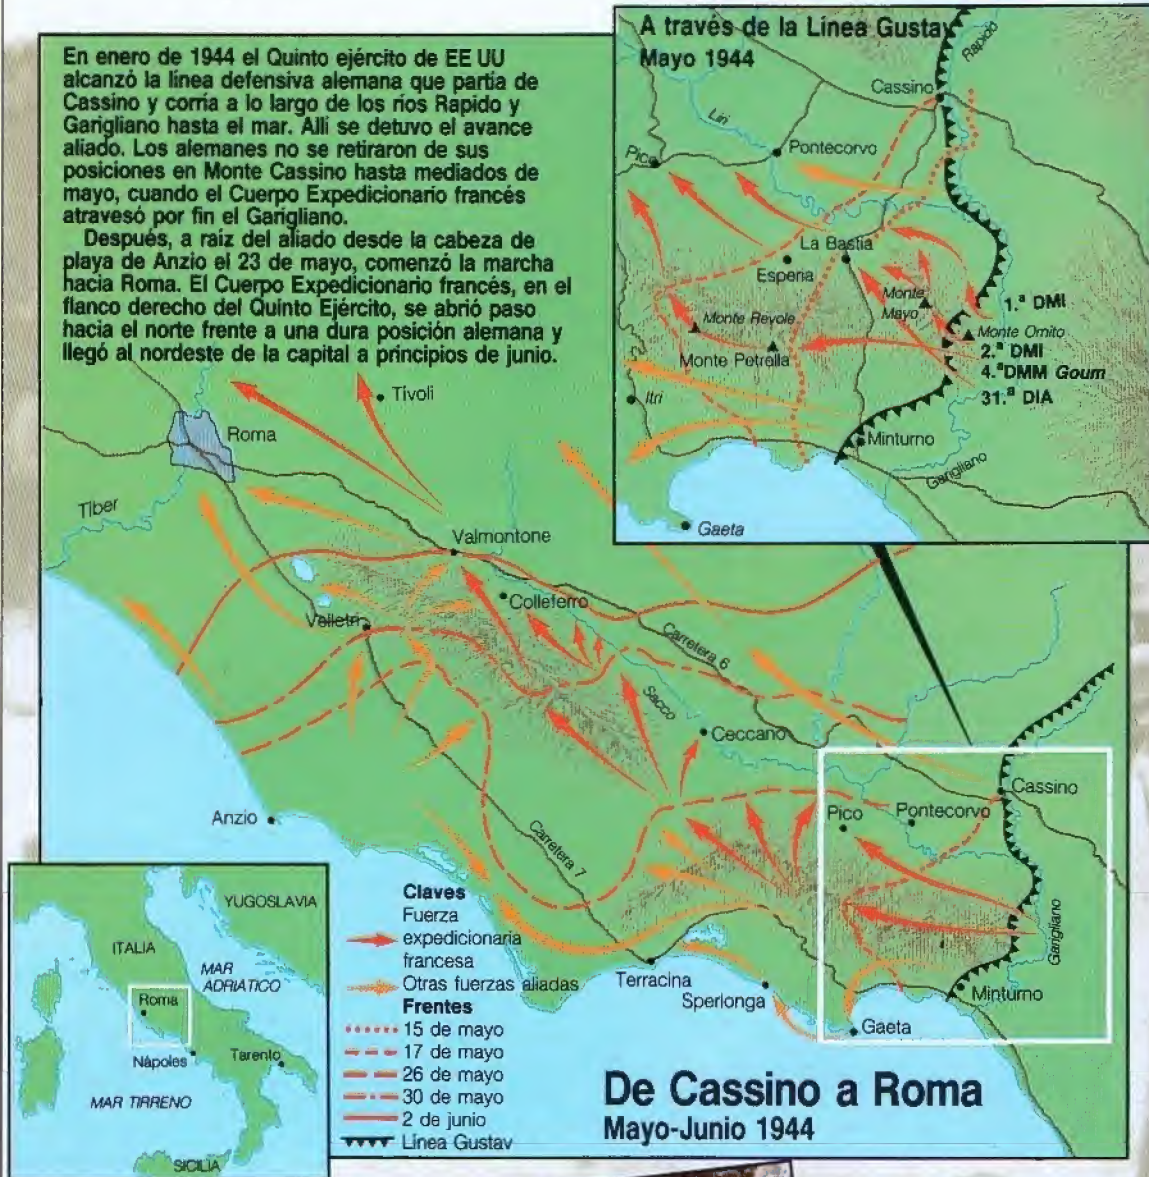 En enero de 1944 el Quinto ejército de EE UU
alcanzó la línea defensiva alemana que partía de
Cassino y corría a lo largo de los ríos Rapido y
Garigliano hasta el mar. Allí se detuvo el avance
aliado. Los alemanes no se retiraron de sus
posiciones en Monte Cassino hasta mediados de
mayo, cuando el Cuerpo Expedicionario francés
atravesó por fin el Garigliano.
Después, a raíz del aliado desde la cabeza de
playa de Anzio el 23 de mayo, comenzó la marcha
hacia Roma. El Cuerpo Expedicionario francés, en el
flanco derecho del Quinto Ejército, se abrió paso
hacia el norte frente a una dura posición alemana y
llegó al nordeste de la capital a principios de junio.
A través de la Línea Gustav
Mayo 1944
Rapido
Cassino
Liri
Pico
Pontecorvo
La Bastia
Esperia
Monte
Mayo
1.ª DMI
Monte Revole
Monte Ornito
Monte Petrella
2.ª DMI
4.ª DMM Goum
31.ª DIA
Itri
Minturno
Garigliano
Gaeta
Tivoli
Roma
Tiber
Valmontone
Colleferro
Velletri
Carretera 6
Sacco
Ceccano
Cassino
Pico
Pontecorvo
Anzio
Carretera 7
Garigliano
Terracina
Sperlonga
Minturno
Gaeta
Claves
Fuerza
expedicionaria
francesa
Otras fuerzas aliadas
Frentes
15 de mayo
17 de mayo
26 de mayo
30 de mayo
2 de junio
Línea Gustav
YUGOSLAVIA
ITALIA
MAR
ADRIATICO
Roma
Nápoles
Tarento
MAR TIRRENO
SICILIA
De Cassino a Roma
Mayo-Junio 1944